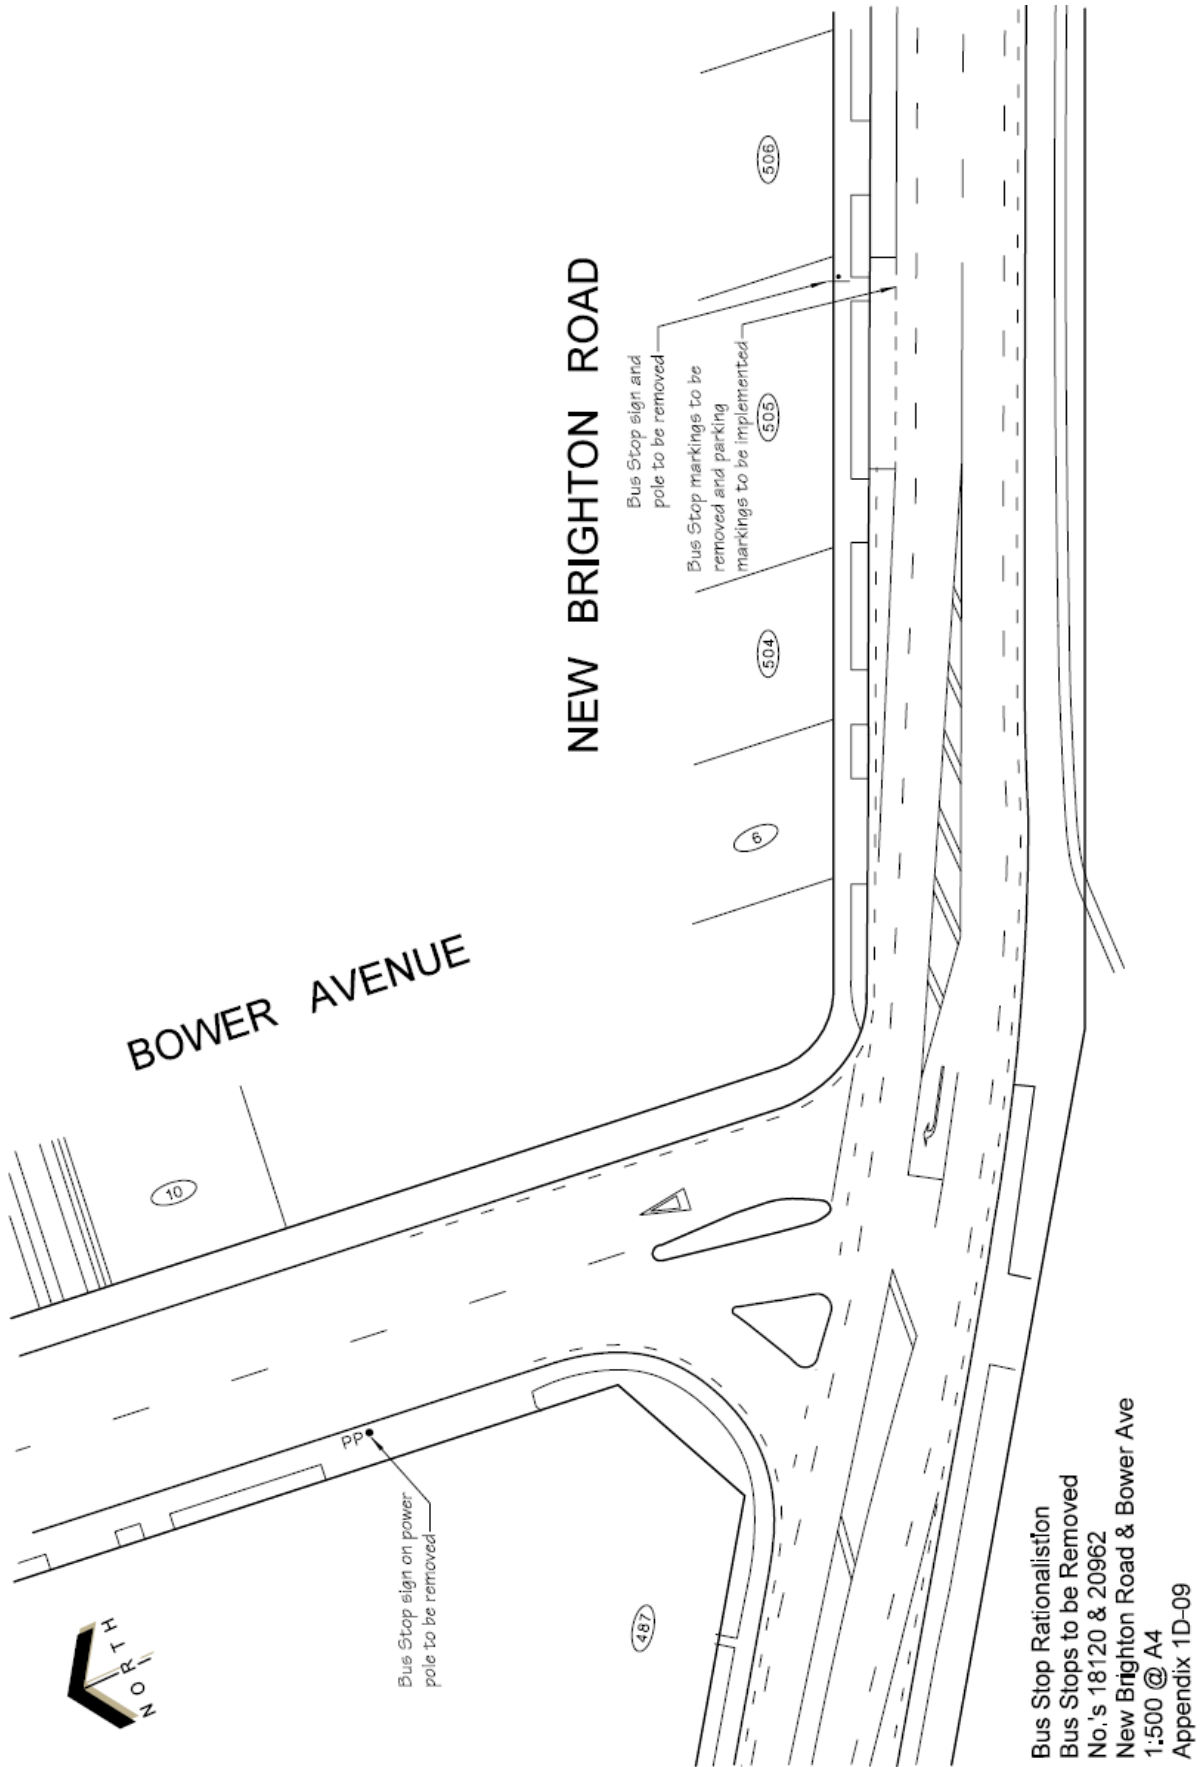 NORTH
BOWER AVENUE
NEW BRIGHTON ROAD
10
PP
Bus Stop sign on power
pole to be removed
487
6
504
505
506
Bus Stop sign and
pole to be removed
Bus Stop markings to be
removed and parking
markings to be implemented
Bus Stop Rationalistion
Bus Stops to be Removed
No.'s 18120 & 20962
New Brighton Road & Bower Ave
1:500 @ A4
Appendix 1D-09